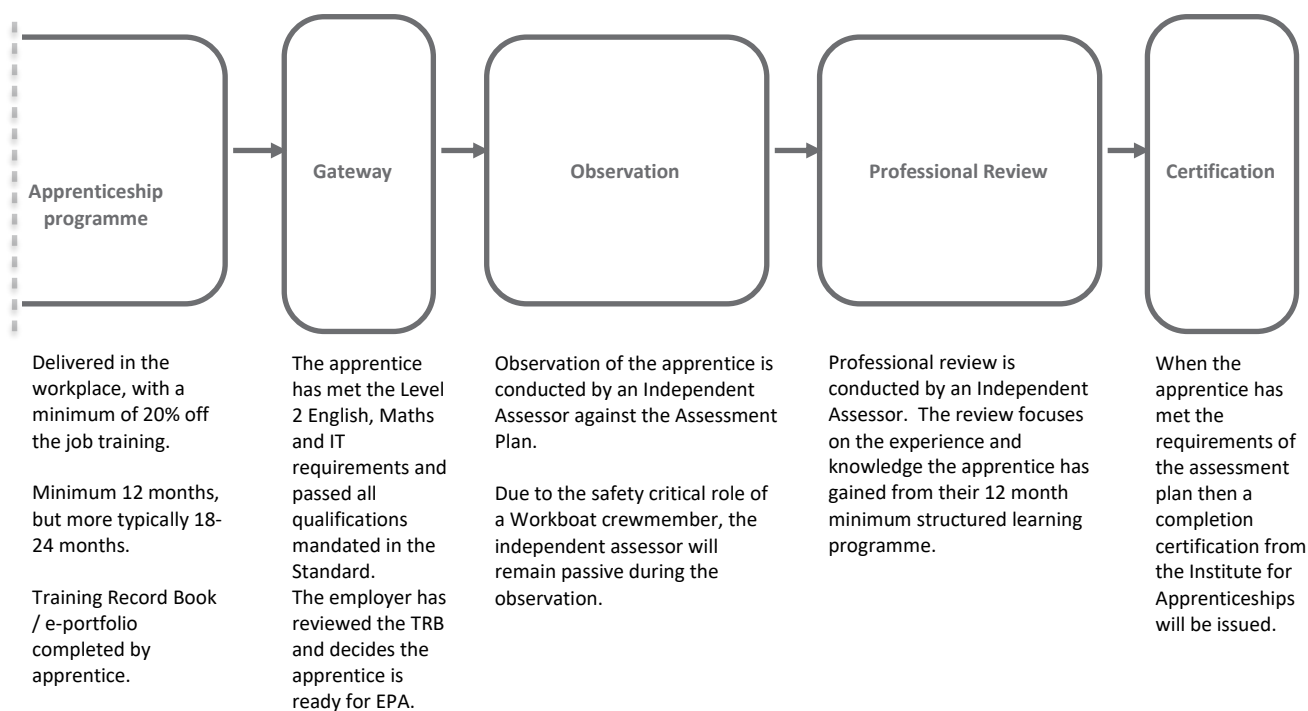 Apprenticeship
programme
Gateway
Observation
Professional Review
Certification
Delivered in the
workplace, with a
minimum of 20% off
the job training.
Minimum 12 months,
but more typically 18-
24 months.
Training Record Book
/ e-portfolio
completed by
apprentice.
The apprentice
has met the Level
2 English, Maths
and IT
requirements and
passed all
qualifications
mandated in the
Standard.
The employer has
reviewed the TRB
and decides the
apprentice is
ready for EPA.
Observation of the apprentice is
conducted by an Independent
Assessor against the Assessment
Plan.
Due to the safety critical role of
a Workboat crewmember, the
independent assessor will
remain passive during the
observation.
Professional review is
conducted by an Independent
Assessor.  The review focuses
on the experience and
knowledge the apprentice has
gained from their 12 month
minimum structured learning
programme.
When the
apprentice has
met the
requirements of
the assessment
plan then a
completion
certification from
the Institute for
Apprenticeships
will be issued.